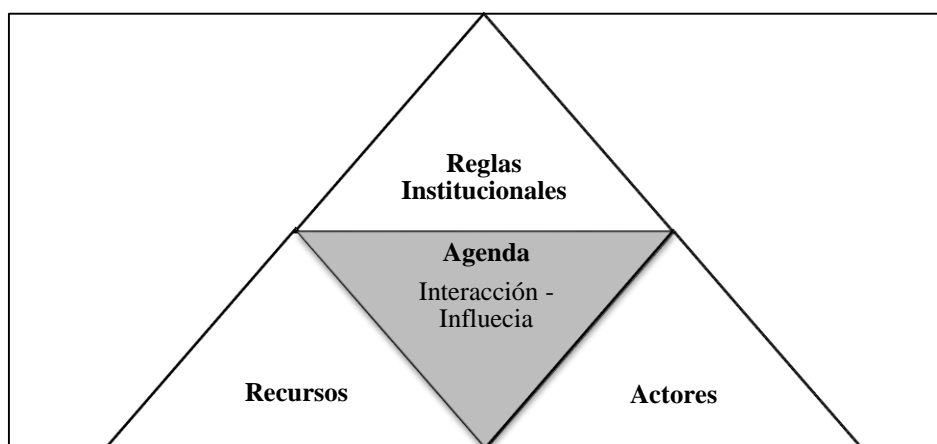 Reglas
Institucionales
Agenda
Interacción -
Influecia
Recursos
Actores